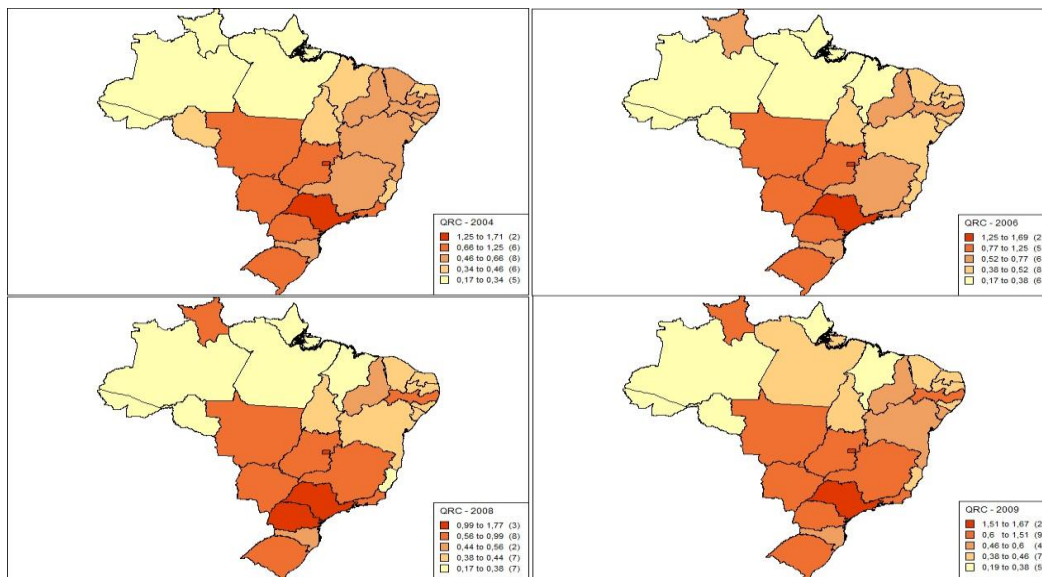 QRC - 2004
1,25 to 1,71 (2)
0,66 to 1,25 (6)
0,46 to 0,66 (8)
0,34 to 0,46 (6)
0,17 to 0,34 (5)
QRC - 2006
1,25 to 1,69 (2
0,77 to 1,25 (5
0,52 to 0,77 (6
0,38 to 0,52 (8
0,17 to 0,38 (6
QRC - 2008
0,99 to 1,77 (3)
0,56 to 0,99 (8)
0,44 to 0,56 (2)
0,38 to 0,44 (7)
0,17 to 0,38 (7)
QRC - 2009
1,51 to 1,67 (2
0,6 to 1,51 (9
0,46 to 0,6 (4
0,38 to 0,46 (7
0,19 to 0,38 (5